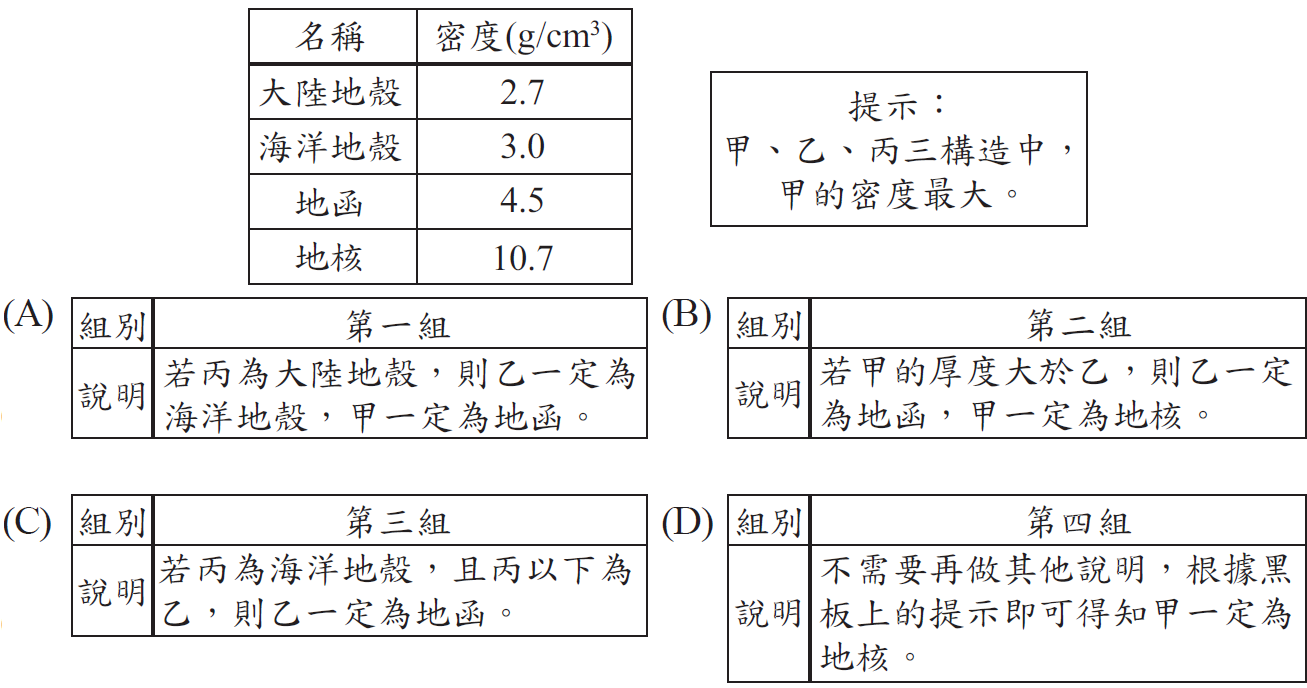 名稱 密度(g/cm³)
大陸地殼 2.7
海洋地殼 3.0
地函 4.5
地核 10.7
提示：
甲、乙、丙三構造中，
甲的密度最大。
(A)
組別 第一組
說明 若丙為大陸地殼，則乙一定為
海洋地殼，甲一定為地函。
(B)
組別 第二組
說明 若甲的厚度大於乙，則乙一定
為地函，甲一定為地核。
(C)
組別 第三組
說明 若丙為海洋地殼，且丙以下為
乙，則乙一定為地函。
(D)
組別 第四組
說明 不需要再做其他說明，根據黑
板上的提示即可得知甲一定為
地核。